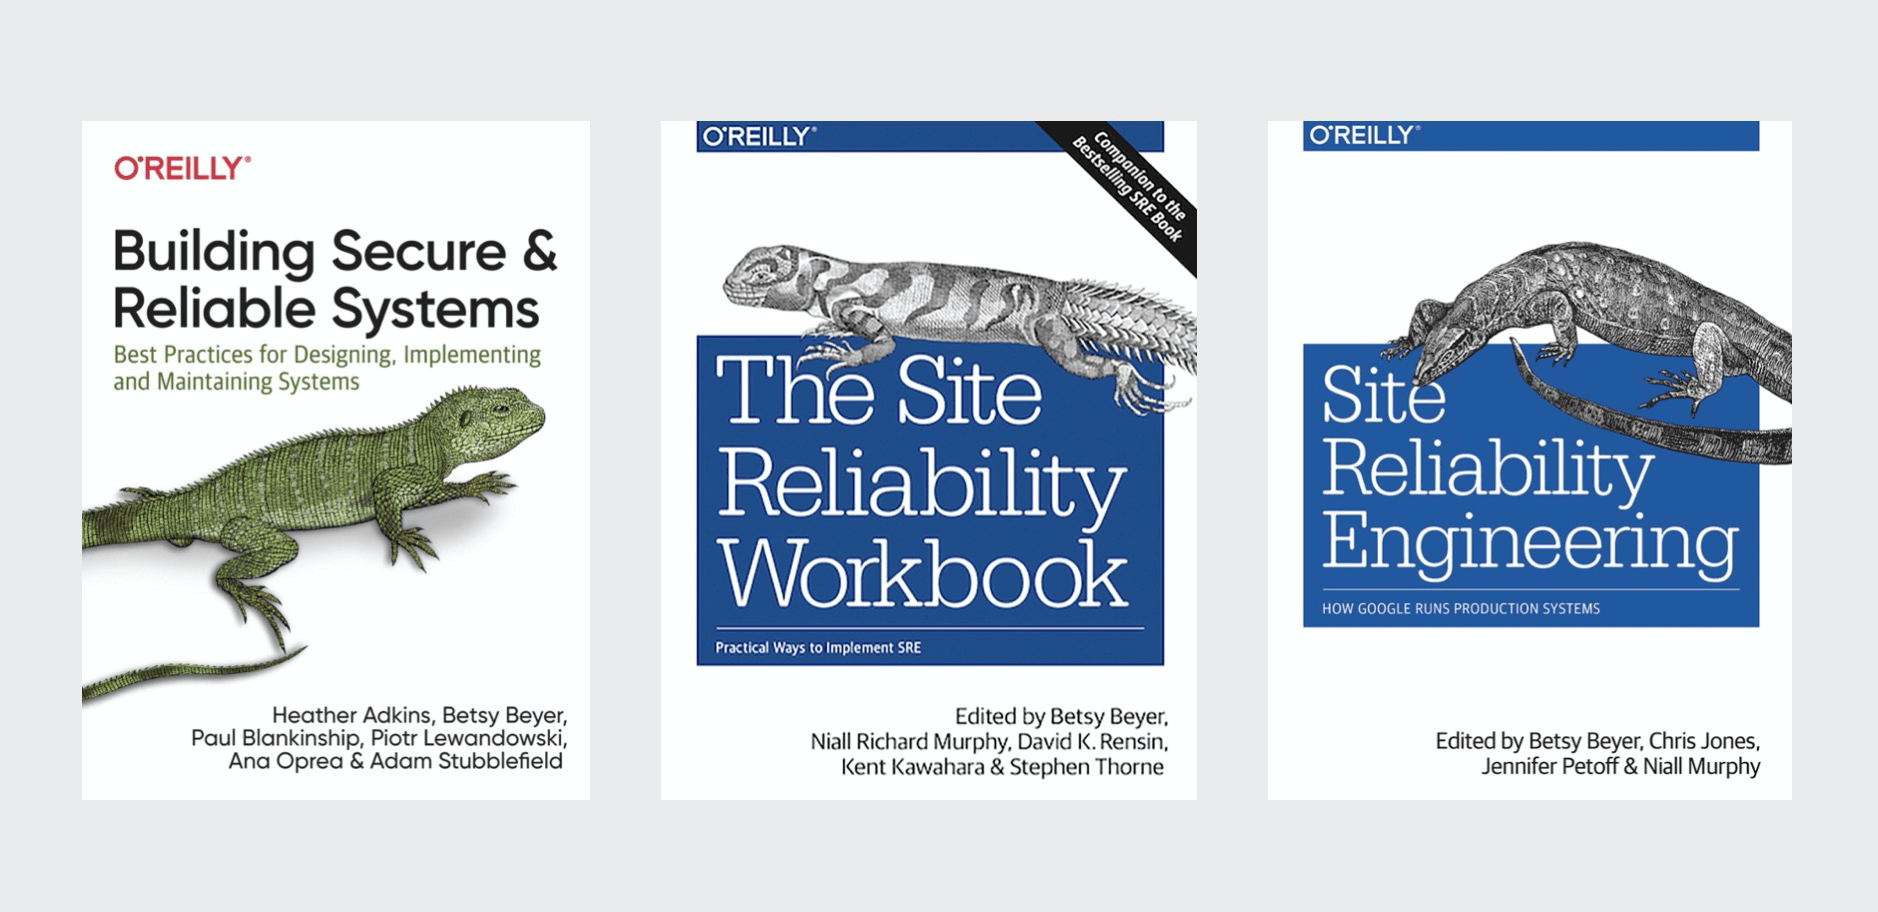 O'REILLY®
Building Secure &
Reliable Systems
Best Practices for Designing, Implementing
and Maintaining Systems
Heather Adkins, Betsy Beyer,
Paul Blankinship, Piotr Lewandowski,
Ana Oprea & Adam Stubblefield
O'REILLY®
Companion to the
Bestselling SRE Book
The Site
Reliability
Workbook
Practical Ways to Implement SRE
Edited by Betsy Beyer,
Niall Richard Murphy, David K. Rensin,
Kent Kawahara & Stephen Thorne
O'REILLY®
Site
Reliability
Engineering
HOW GOOGLE RUNS PRODUCTION SYSTEMS
Edited by Betsy Beyer, Chris Jones,
Jennifer Petoff & Niall Murphy